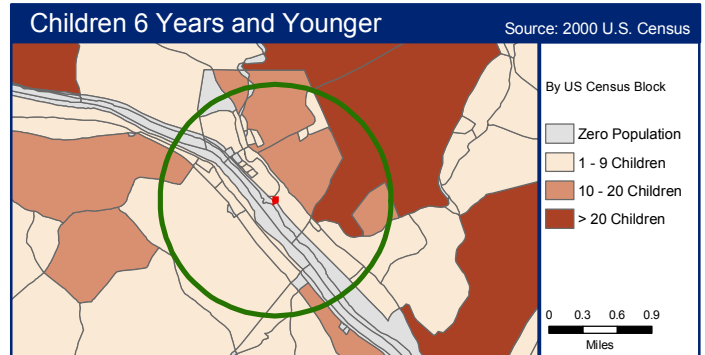 Children 6 Years and Younger
Source: 2000 U.S. Census
By US Census Block
Zero Population
1 - 9 Children
10 - 20 Children
> 20 Children
0 0.3 0.6 0.9
Miles